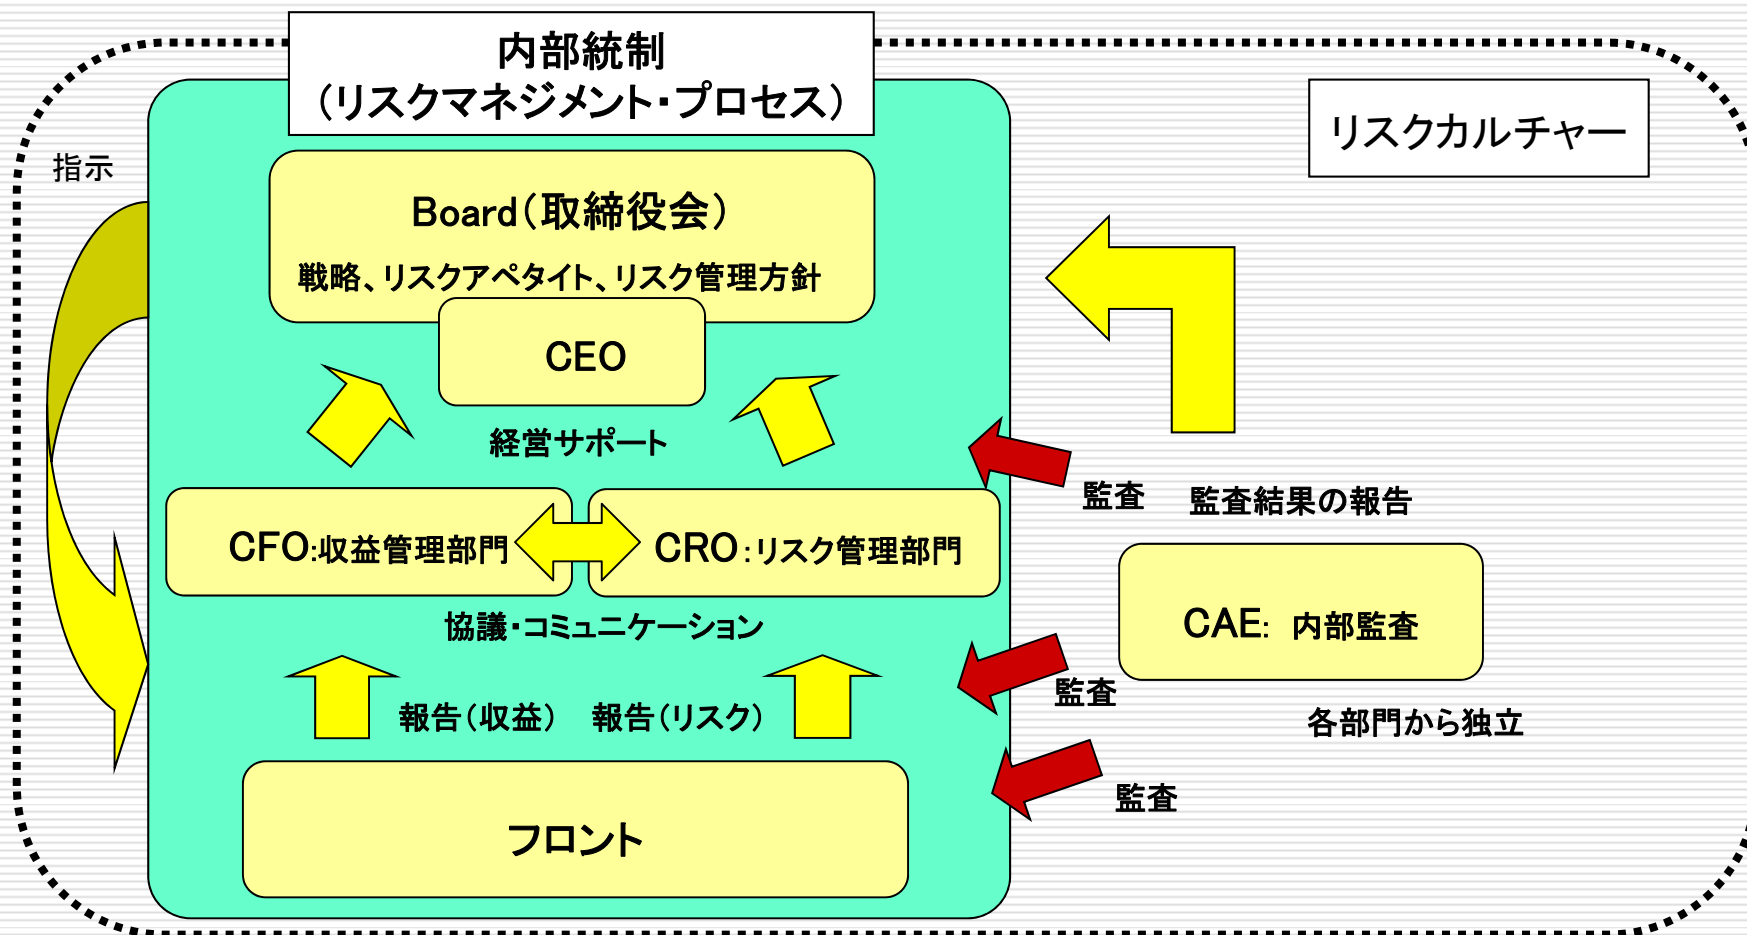 内部統制
（リスクマネジメント・プロセス）
リスクカルチャー
指示
Board（取締役会）
戦略、リスクアペタイト、リスク管理方針
CEO
経営サポート
監査
監査結果の報告
CFO:収益管理部門
CRO：リスク管理部門
CAE： 内部監査
協議・コミュニケーション
監査
報告（収益）
報告（リスク）
各部門から独立
監査
フロント